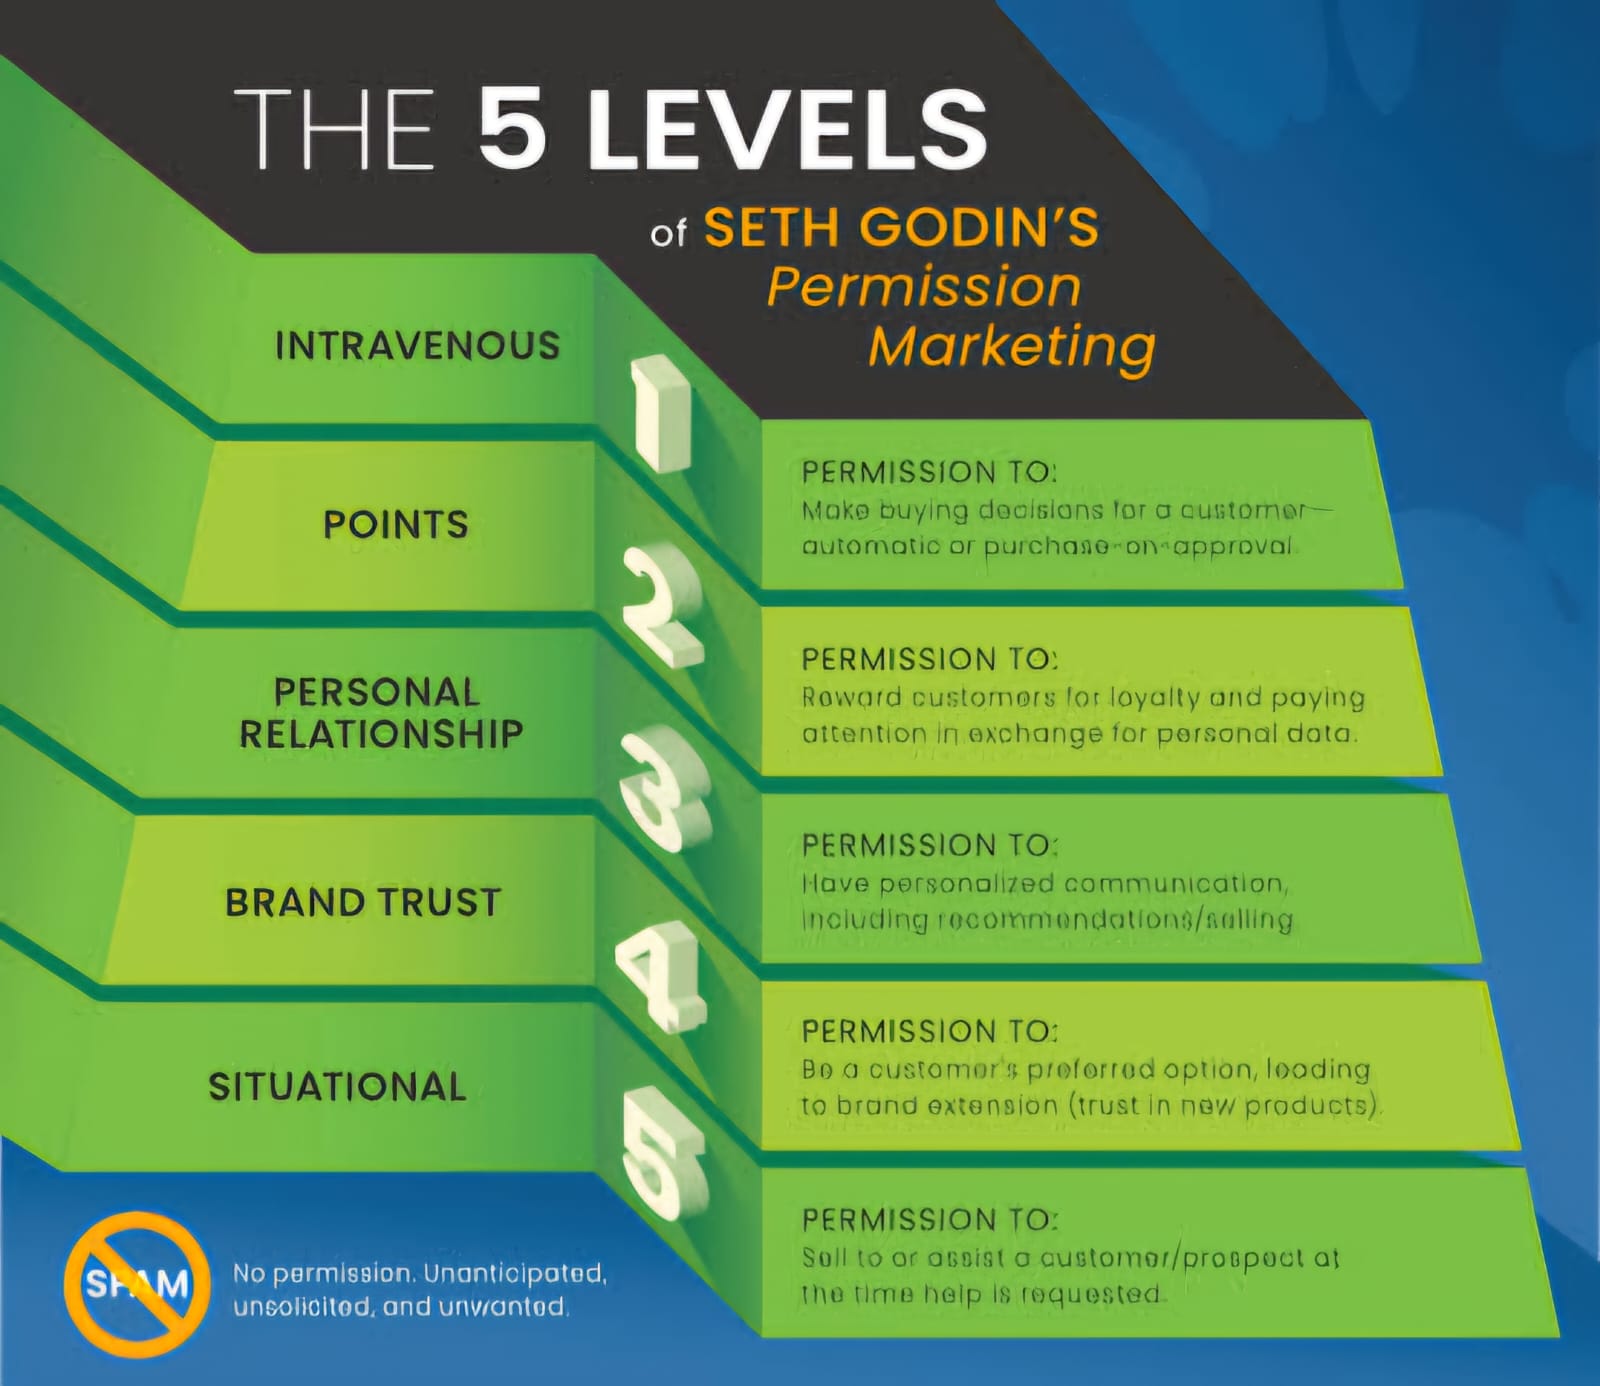 THE 5 LEVELS
of SETH GODIN'S
Permission
Marketing
INTRAVENOUS
1
PERMISSION TO:
Make buying decisions for a customer—
automatic or purchase-on-approval.
POINTS
2
PERMISSION TO:
Reward customers for loyalty and paying
attention in exchange for personal data.
PERSONAL
RELATIONSHIP
3
PERMISSION TO:
Have personalized communication,
including recommendations/selling
BRAND TRUST
4
PERMISSION TO:
Be a customer's preferred option, leading
to brand extension (trust in new products).
SITUATIONAL
5
PERMISSION TO:
Sell to or assist a customer/prospect at
the time help is requested.
SPAM
No permission. Unanticipated,
unsolicited, and unwanted.